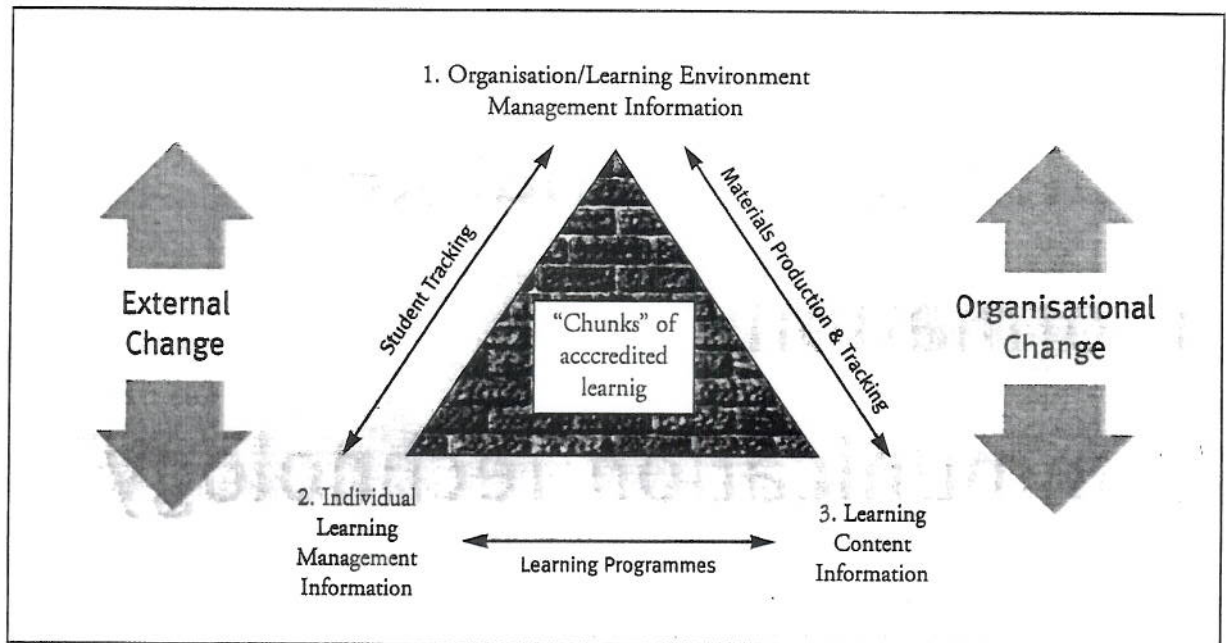 1. Organisation/Learning Environment
Management Information
Student Tracking
Materials Production & Tracking
External
Change
"Chunks" of
acccredited
learnig
Organisational
Change
2. Individual
Learning
Management
Information
Learning Programmes
3. Learning
Content
Information